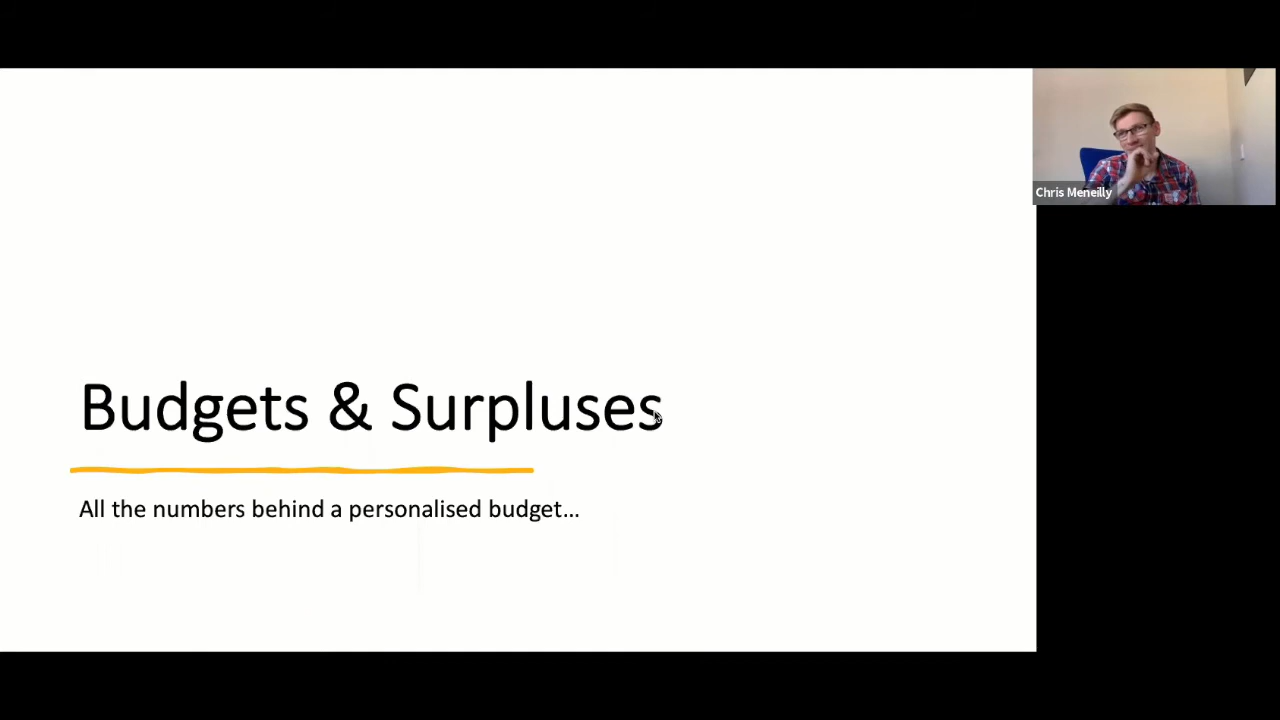 Chris Meneilly
Budgets & Surpluses
All the numbers behind a personalised budget...